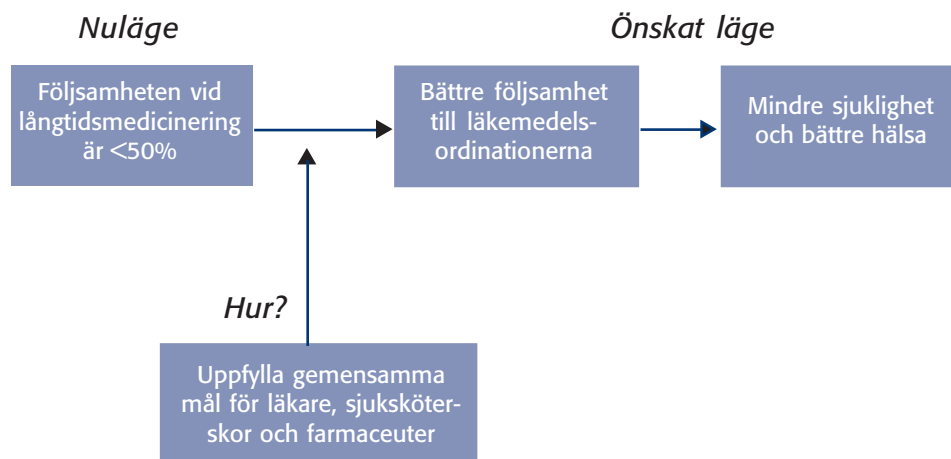 Nuläge
Önskat läge
Följsamheten vid
långtidsmedicinering
är <50%
Bättre följsamhet
till läkemedels-
ordinationerna
Mindre sjuklighet
och bättre hälsa
Hur?
Uppfylla gemensamma
mål för läkare, sjuksköter-
skor och farmaceuter